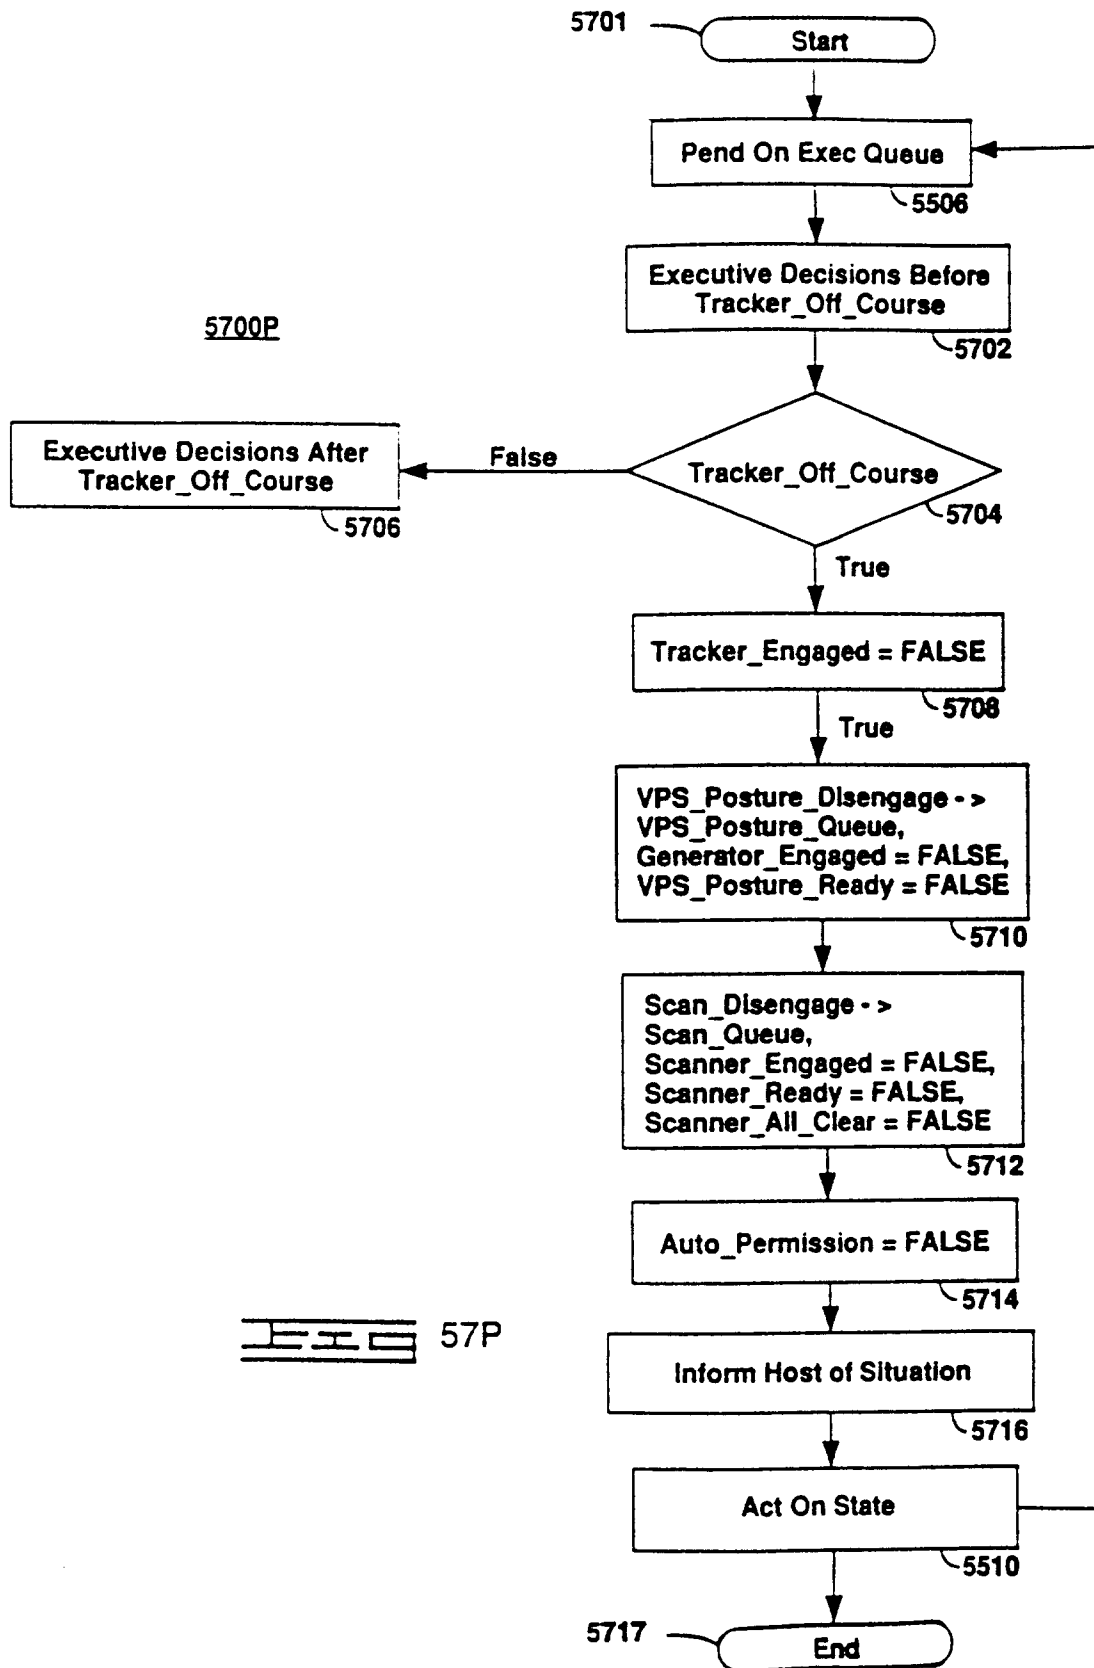 5701
Start
Pend On Exec Queue
5506
Executive Decisions Before
Tracker_Off_Course
5702
5700P
Executive Decisions After
Tracker_Off_Course
5706
False
Tracker_Off_Course
5704
True
Tracker_Engaged = FALSE
5708
True
VPS_Posture_Disengage - >
VPS_Posture_Queue,
Generator_Engaged = FALSE,
VPS_Posture_Ready = FALSE
5710
Scan_Disengage - >
Scan_Queue,
Scanner_Engaged = FALSE,
Scanner_Ready = FALSE,
Scanner_All_Clear = FALSE
5712
Auto_Permission = FALSE
5714
57P
Inform Host of Situation
5716
Act On State
5510
5717
End